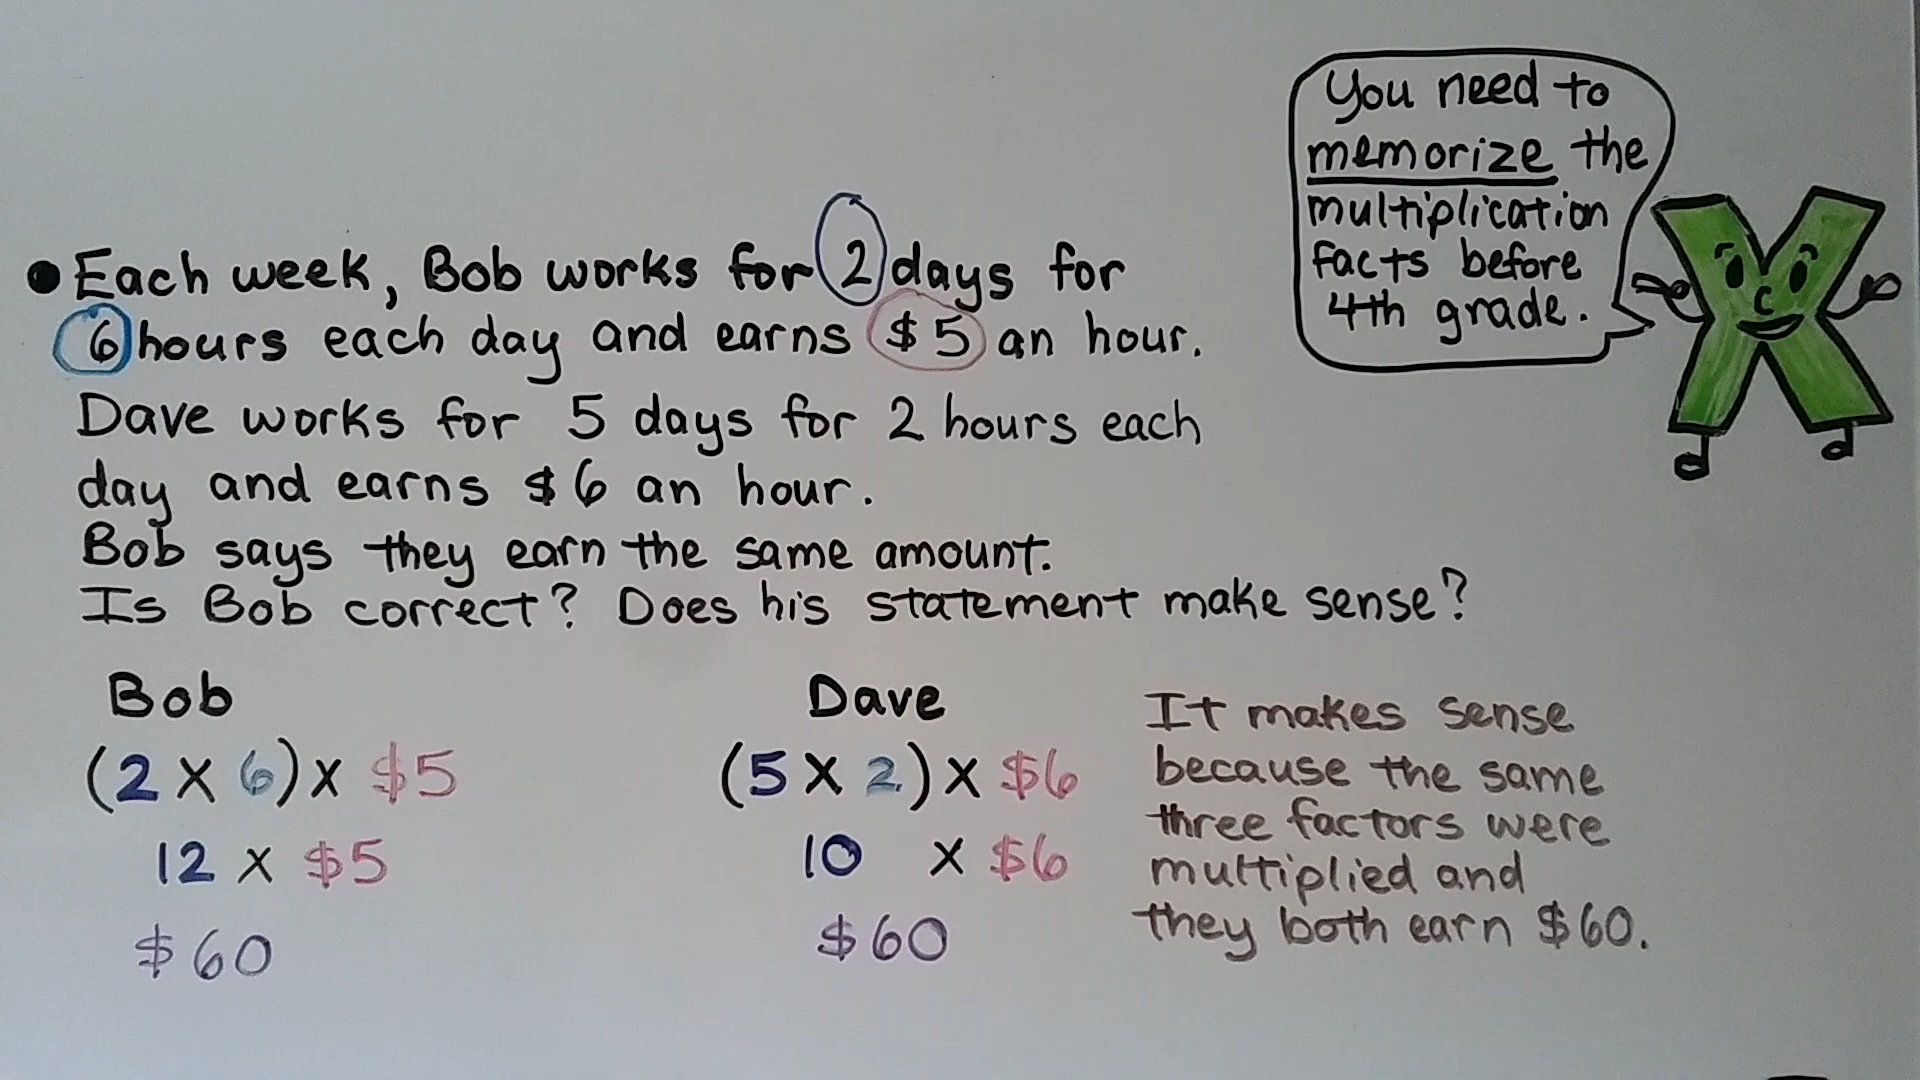 You need to
memorize the
multiplication
facts before
4th grade.
• Each week, Bob works for 2 days for
6 hours each day and earns $5 an hour.
Dave works for 5 days for 2 hours each
day and earns $6 an hour.
Bob says they earn the same amount.
Is Bob correct? Does his statement make sense?
Bob
(2 x 6) x $5
12 x $5
$60
Dave
(5 x 2) x $6
10 x $6
$60
It makes sense
because the same
three factors were
multiplied and
they both earn $60.